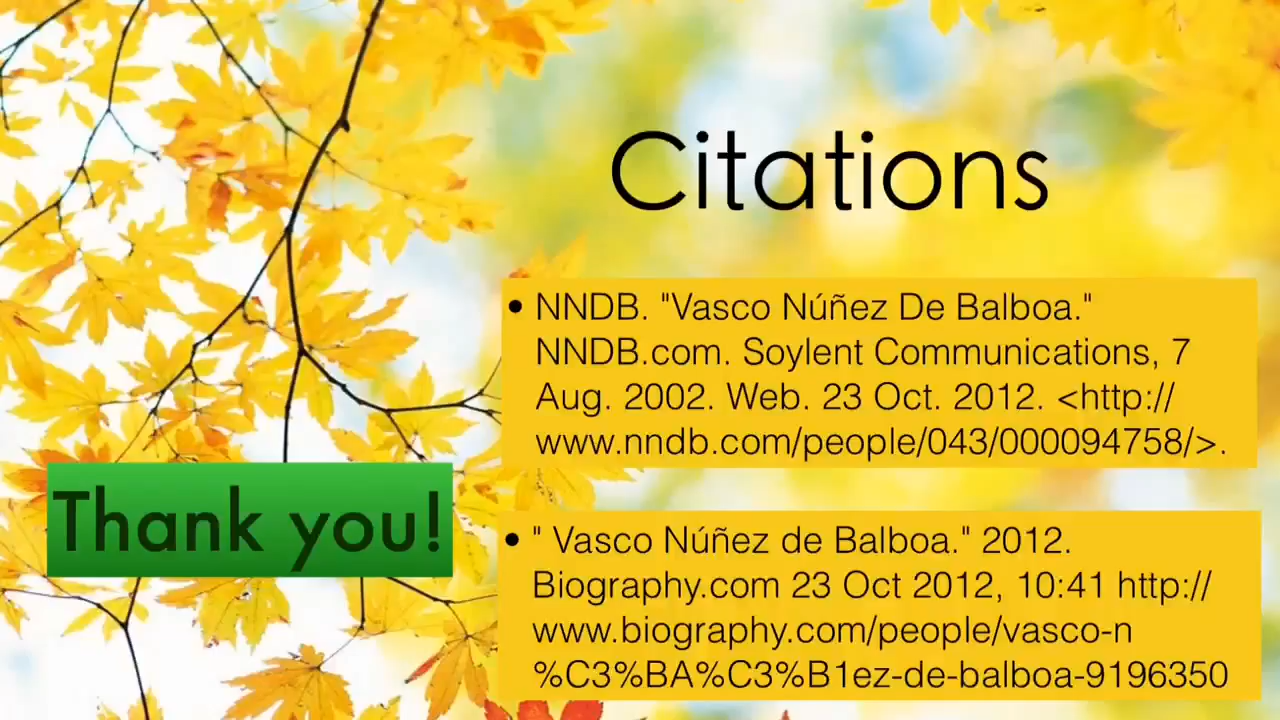 Citations
• NNDB. "Vasco Núñez De Balboa."
NNDB.com. Soylent Communications, 7
Aug. 2002. Web. 23 Oct. 2012. <http://
www.nndb.com/people/043/000094758/>.
Thank you!
• " Vasco Núñez de Balboa." 2012.
Biography.com 23 Oct 2012, 10:41 http://
www.biography.com/people/vasco-n
%C3%BA%C3%B1ez-de-balboa-9196350